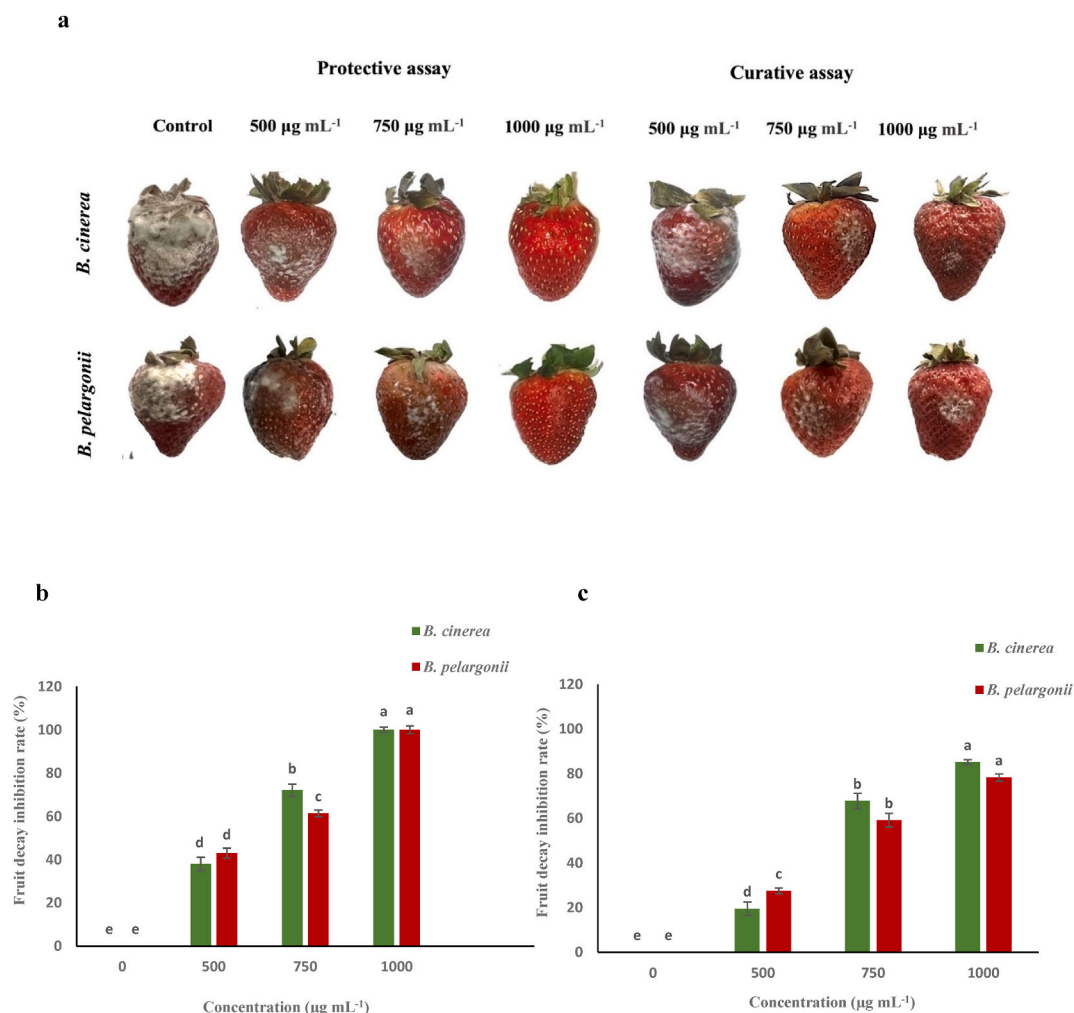 a
Protective assay Curative assay
Control 500 μg mL⁻¹ 750 μg mL⁻¹ 1000 μg mL⁻¹ 500 μg mL⁻¹ 750 μg mL⁻¹ 1000 μg mL⁻¹
B. cinerea
B. pelargonii
b
B. cinerea
B. pelargonii
Fruit decay inhibition rate (%)
120
100
80
60
40
20
0
e e d d b c a a
0 500 750 1000
Concentration (μg mL⁻¹)
c
B. cinerea
B. pelargonii
Fruit decay inhibition rate (%)
120
100
80
60
40
20
0
e e d c b b a a
0 500 750 1000
Concentration (μg mL⁻¹)